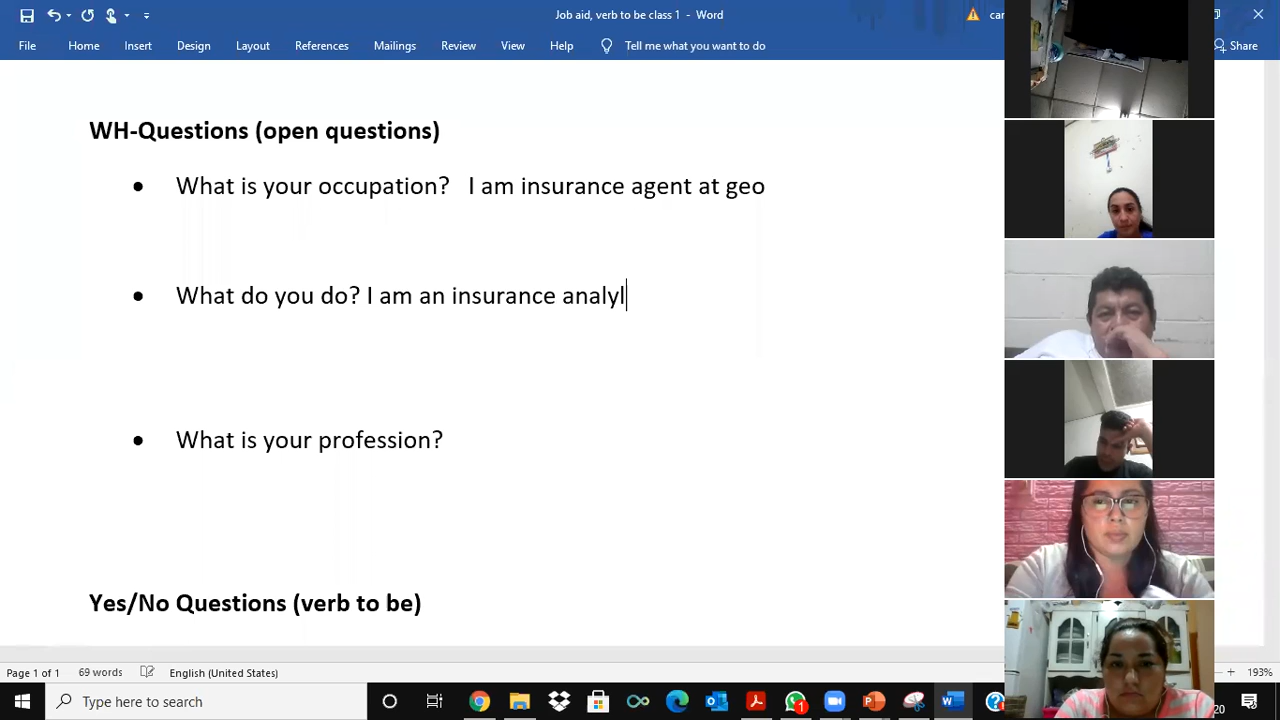 Job aid, verb to be class 1 - Word
File Home Insert Design Layout References Mailings Review View Help Tell me what you want to do Share
WH-Questions (open questions)
• What is your occupation? I am insurance agent at geo
• What do you do? I am an insurance analyl
• What is your profession?
Yes/No Questions (verb to be)
Page 1 of 1 69 words English (United States) 193%
Type here to search
1
20